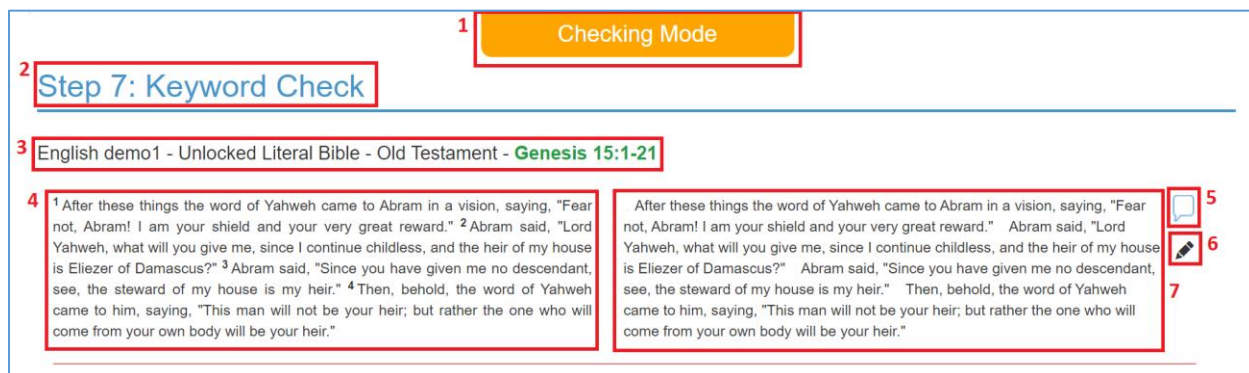 1
Checking Mode
2
Step 7: Keyword Check
3
English demo1 - Unlocked Literal Bible - Old Testament - Genesis 15:1-21
4
1 After these things the word of Yahweh came to Abram in a vision, saying, "Fear
not, Abram! I am your shield and your very great reward." 2 Abram said, "Lord
Yahweh, what will you give me, since I continue childless, and the heir of my house
is Eliezer of Damascus?" 3 Abram said, "Since you have given me no descendant,
see, the steward of my house is my heir." 4 Then, behold, the word of Yahweh
came to him, saying, "This man will not be your heir; but rather the one who will
come from your own body will be your heir."
After these things the word of Yahweh came to Abram in a vision, saying, "Fear
not, Abram! I am your shield and your very great reward." Abram said, "Lord
Yahweh, what will you give me, since I continue childless, and the heir of my house
is Eliezer of Damascus?" Abram said, "Since you have given me no descendant,
see, the steward of my house is my heir." Then, behold, the word of Yahweh
came to him, saying, "This man will not be your heir; but rather the one who will
come from your own body will be your heir."
5
6
7